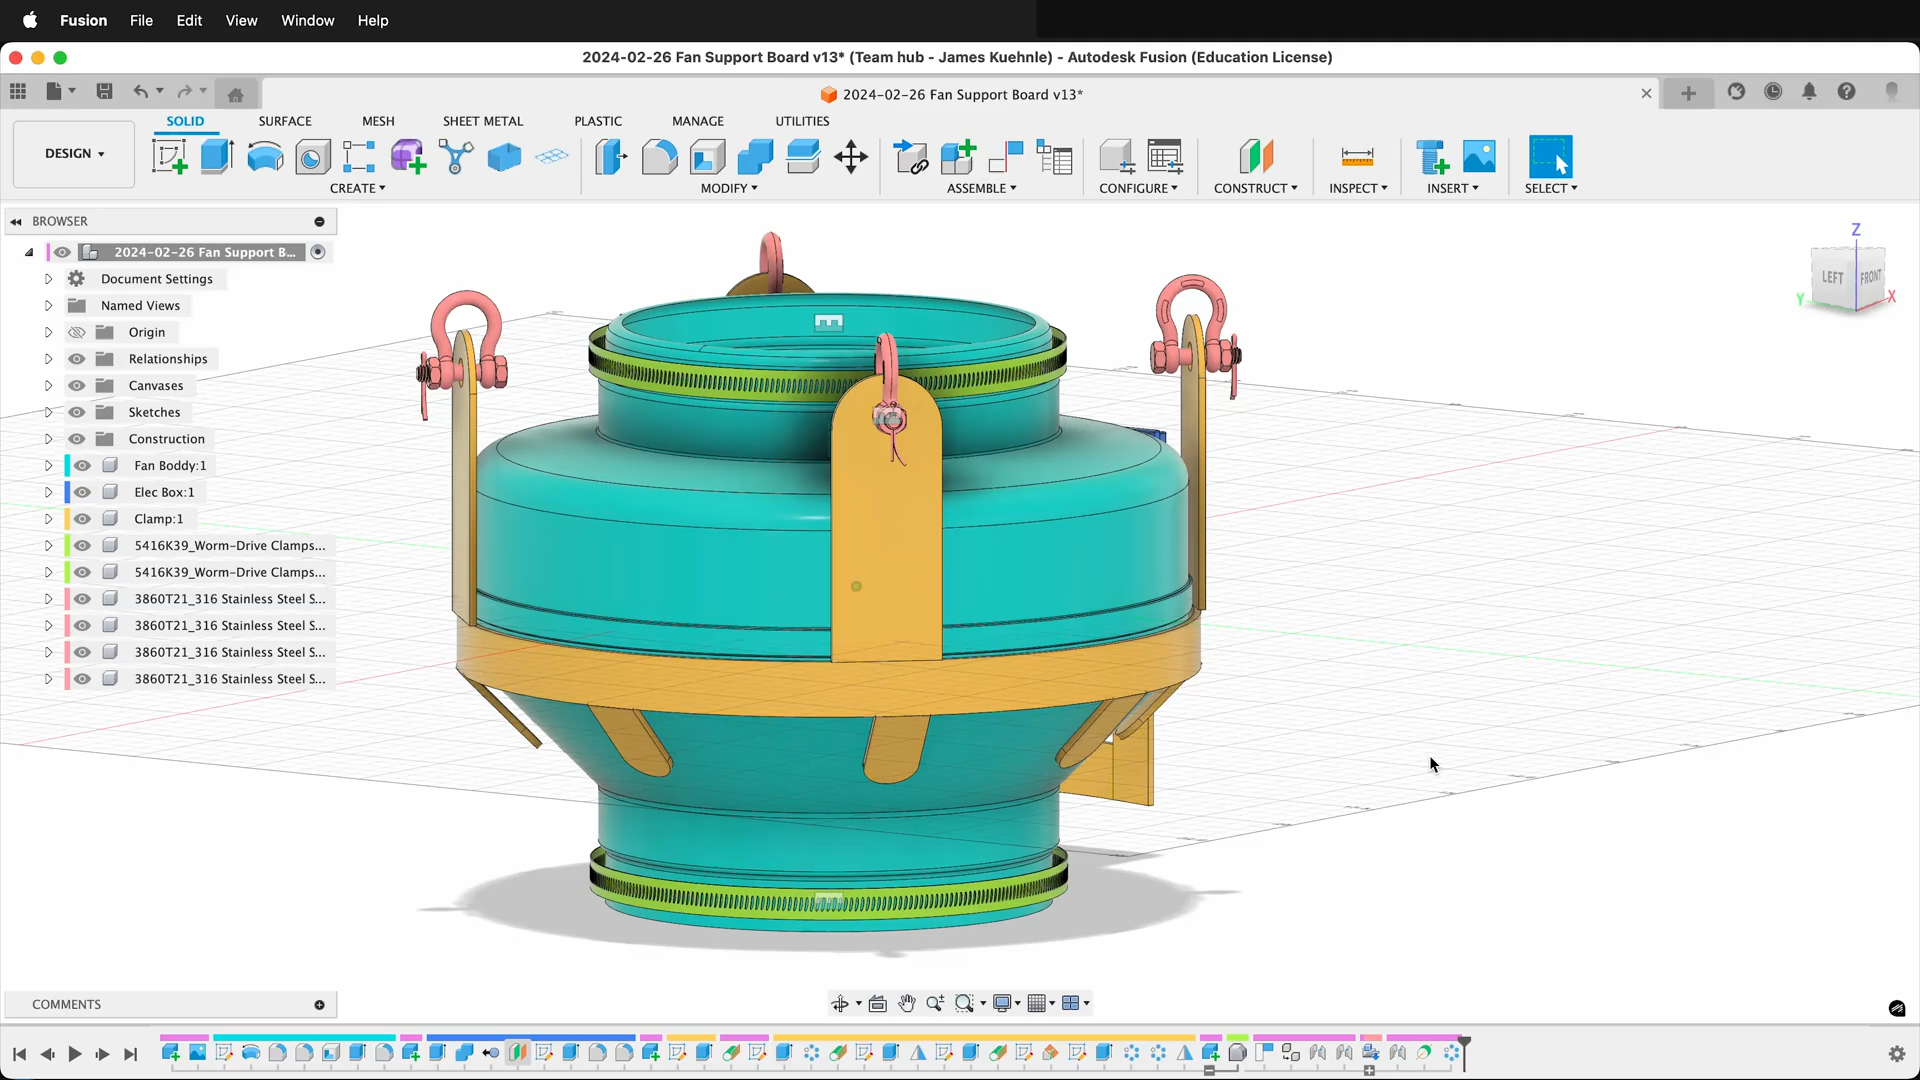 Fusion File Edit View Window Help
2024-02-26 Fan Support Board v13* (Team hub - James Kuehnle) - Autodesk Fusion (Education License)
2024-02-26 Fan Support Board v13*
SOLID SURFACE MESH SHEET METAL PLASTIC MANAGE UTILITIES
DESIGN
CREATE MODIFY ASSEMBLE CONFIGURE CONSTRUCT INSPECT INSERT SELECT
BROWSER
2024-02-26 Fan Support B...
Document Settings
Named Views
Origin
Relationships
Canvases
Sketches
Construction
Fan Boddy:1
Elec Box:1
Clamp:1
5416K39_Worm-Drive Clamps...
5416K39_Worm-Drive Clamps...
3860T21_316 Stainless Steel S...
3860T21_316 Stainless Steel S...
3860T21_316 Stainless Steel S...
3860T21_316 Stainless Steel S...
Z
LEFT FRONT
Y X
COMMENTS